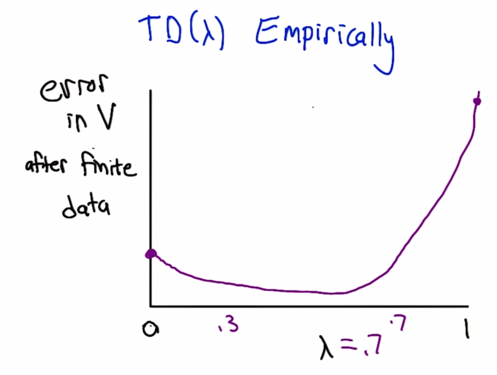 TD(λ) Empirically
error
in V
after finite
data
0 .3 .7 1
λ = .7